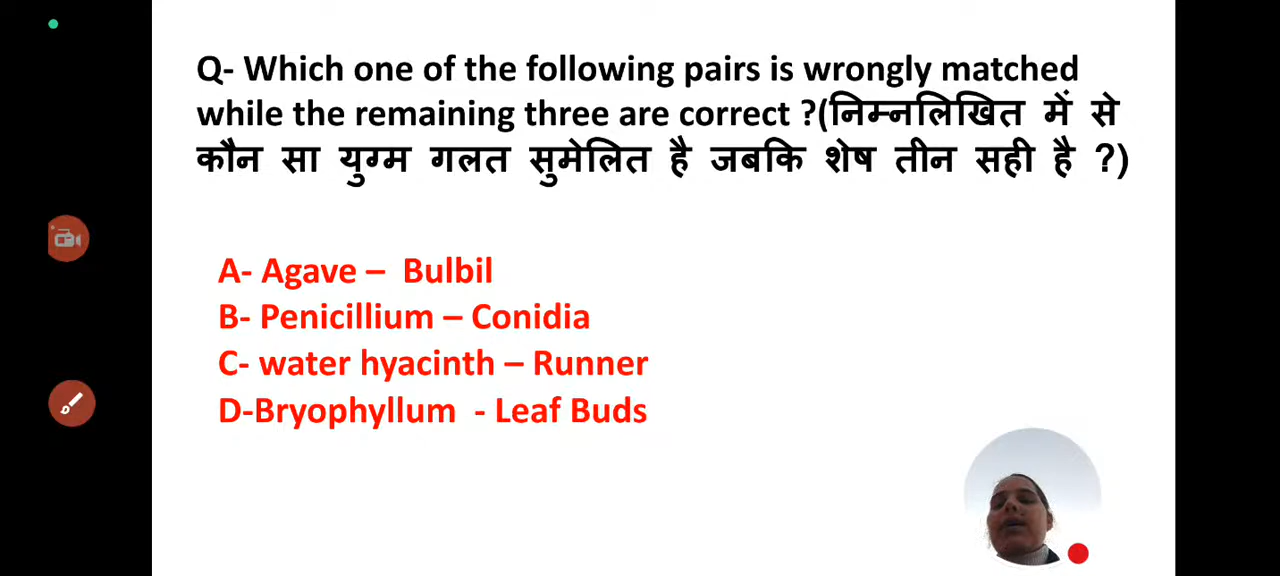 Q- Which one of the following pairs is wrongly matched
while the remaining three are correct ?(निम्नलिखित में से
कौन सा युग्म गलत सुमेलित है जबकि शेष तीन सही है ?)
A- Agave – Bulbil
B- Penicillium – Conidia
C- water hyacinth – Runner
D-Bryophyllum - Leaf Buds